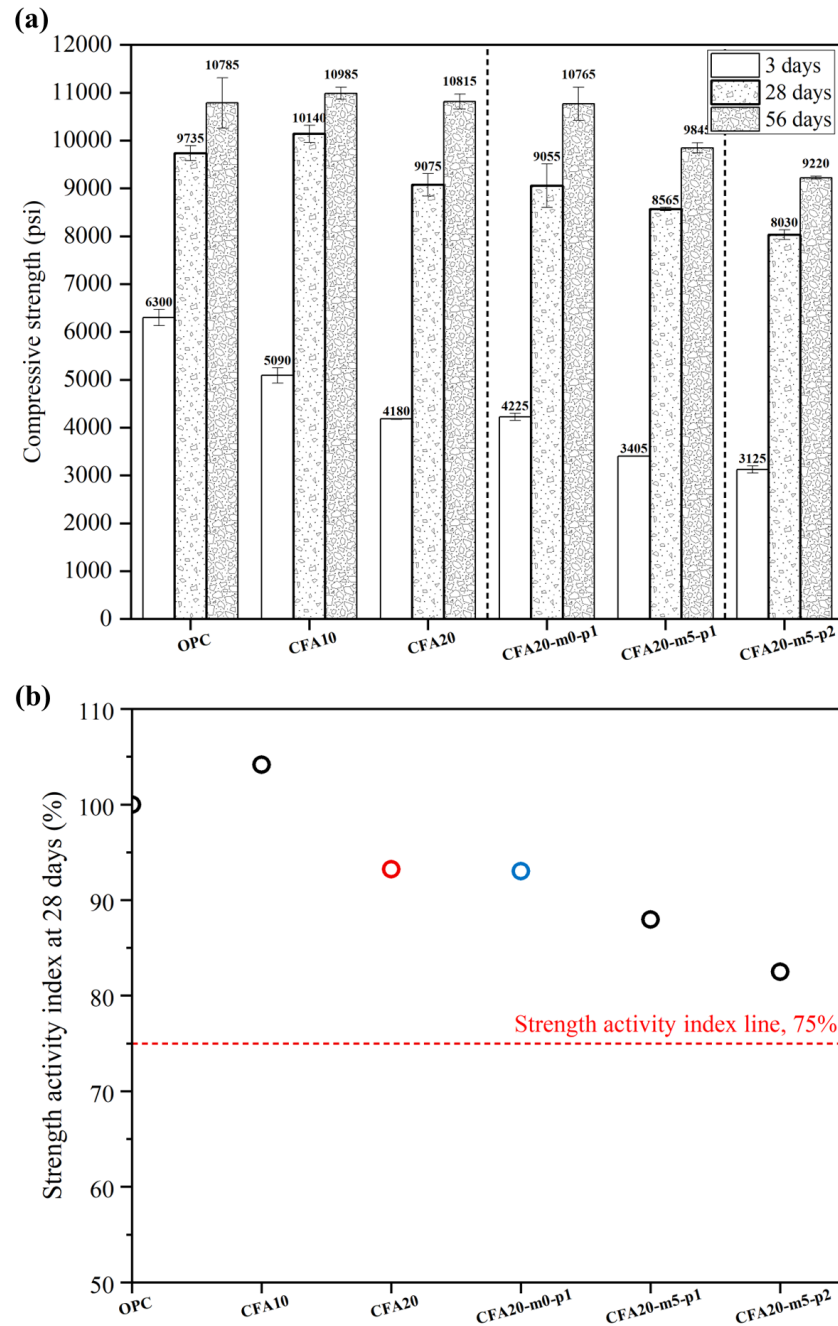 (a)
12000
11000
10000
9000
8000
7000
6000
5000
4000
3000
2000
1000
0
Compressive strength (psi)
3 days
28 days
56 days
6300
9735
10785
5090
10140
10985
4180
9075
10815
4225
9055
10765
3405
8565
9845
3125
8030
9220
OPC
CFA10
CFA20
CFA20-m0-p1
CFA20-m5-p1
CFA20-m5-p2
(b)
110
100
90
80
70
60
50
Strength activity index at 28 days (%)
Strength activity index line, 75%
OPC
CFA10
CFA20
CFA20-m0-p1
CFA20-m5-p1
CFA20-m5-p2